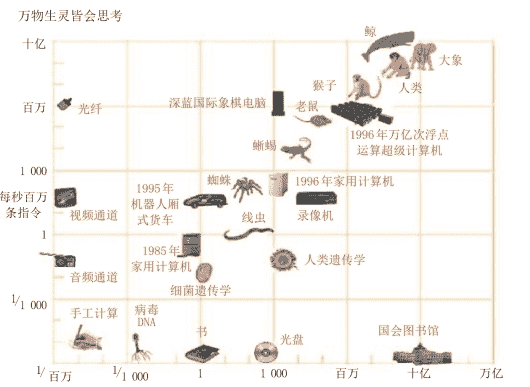 万物生灵皆会思考
十亿
鲸
大象
猴子
人类
百万
光纤
深蓝国际象棋电脑
老鼠
1996年万亿次浮点
运算超级计算机
蜥蜴
1 000
每秒百万
条指令
视频通道
1995年
机器人厢
式货车
蜘蛛
1996年家用计算机
录像机
线虫
1
音频通道
1985年
家用计算机
细菌遗传学
人类遗传学
1/1 000
手工计算
病毒
DNA
书
光盘
国会图书馆
1/百万
1/1 000
1
1 000
百万
十亿
万亿